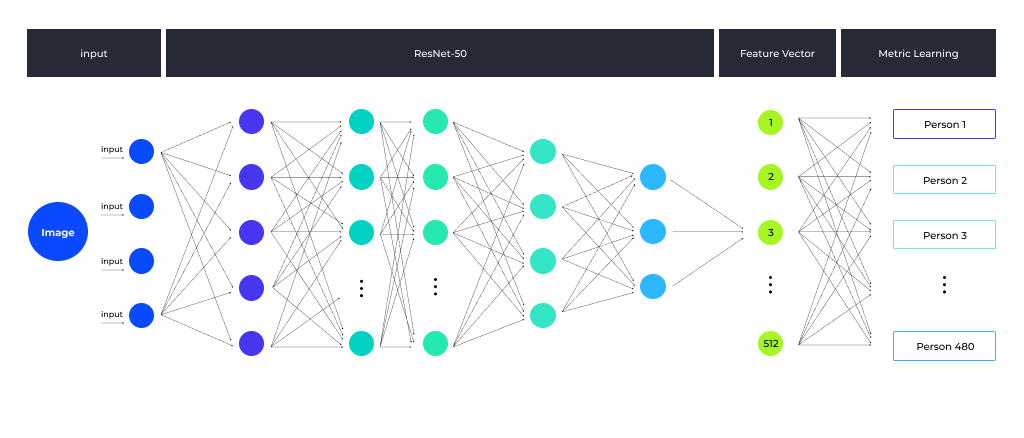 input
ResNet-50
Feature Vector
Metric Learning
Image
input
input
input
input
1
2
3
512
Person 1
Person 2
Person 3
Person 480